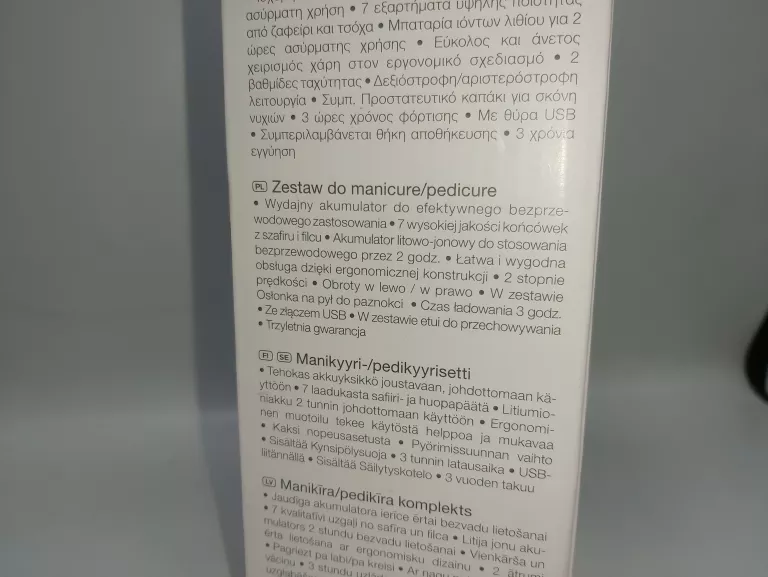 ασύρματη χρήση • 7 εξαρτήματα υψηλής ποιότητας
από ζαφείρι και τσόχα • Μπαταρία ιόντων λιθίου για 2
ώρες ασύρματης χρήσης • Εύκολος και άνετος
χειρισμός χάρη στον εργονομικό σχεδιασμό • 2
βαθμίδες ταχύτητας • Δεξιόστροφη/αριστερόστροφη
λειτουργία • Συμπ. Προστατευτικό καπάκι για σκόνη
νυχιών • 3 ώρες χρόνος φόρτισης • Με θύρα USB
• Συμπεριλαμβάνεται θήκη αποθήκευσης • 3 χρόνια
εγγύηση
PL Zestaw do manicure/pedicure
• Wydajny akumulator do efektywnego bezprze-
wodowego zastosowania • 7 wysokiej jakości końcówek
z szafiru i filcu • Akumulator litowo-jonowy do stosowania
bezprzewodowego przez 2 godz. • Łatwa i wygodna
obsługa dzięki ergonomicznej konstrukcji • 2 stopnie
prędkości • Obroty w lewo / w prawo • W zestawie
Osłonka na pył do paznokci • Czas ładowania 3 godz.
• Ze złączem USB • W zestawie etui do przechowywania
• Trzyletnia gwarancja
FI SE Manikyyri-/pedikyyrisetti
• Tehokas akkuyksikkö joustavaan, johdottomaan kä-
yttöön • 7 laadukasta safiiri- ja huopapäätä • Litiumio-
niakku 2 tunnin johdottomaan käyttöön • Ergonomi-
nen muotoilu tekee käytöstä helppoa ja mukavaa
• Kaksi nopeusasetusta • Pyörimissuunnan vaihto
• Sisältää Kynsipölysuoja • 3 tunnin latausaika • USB-
liitännällä • Sisältää Säilytyskotelo • 3 vuoden takuu
LV Manikīra/pedikīra komplekts
• Jaudīga akumulatora ierīce ērtai bezvadu lietošanai
• 7 kvalitatīvi uzgaļi no safīra un filca • Litija jonu aku-
mulators 2 stundu bezvadu lietošanai • Vienkārša un
ērta lietošana ar ergonomisku dizainu • 2 ātrumi
• Pagriezt pa labi/pa kreisi • Ar nagu
• 3 stundu